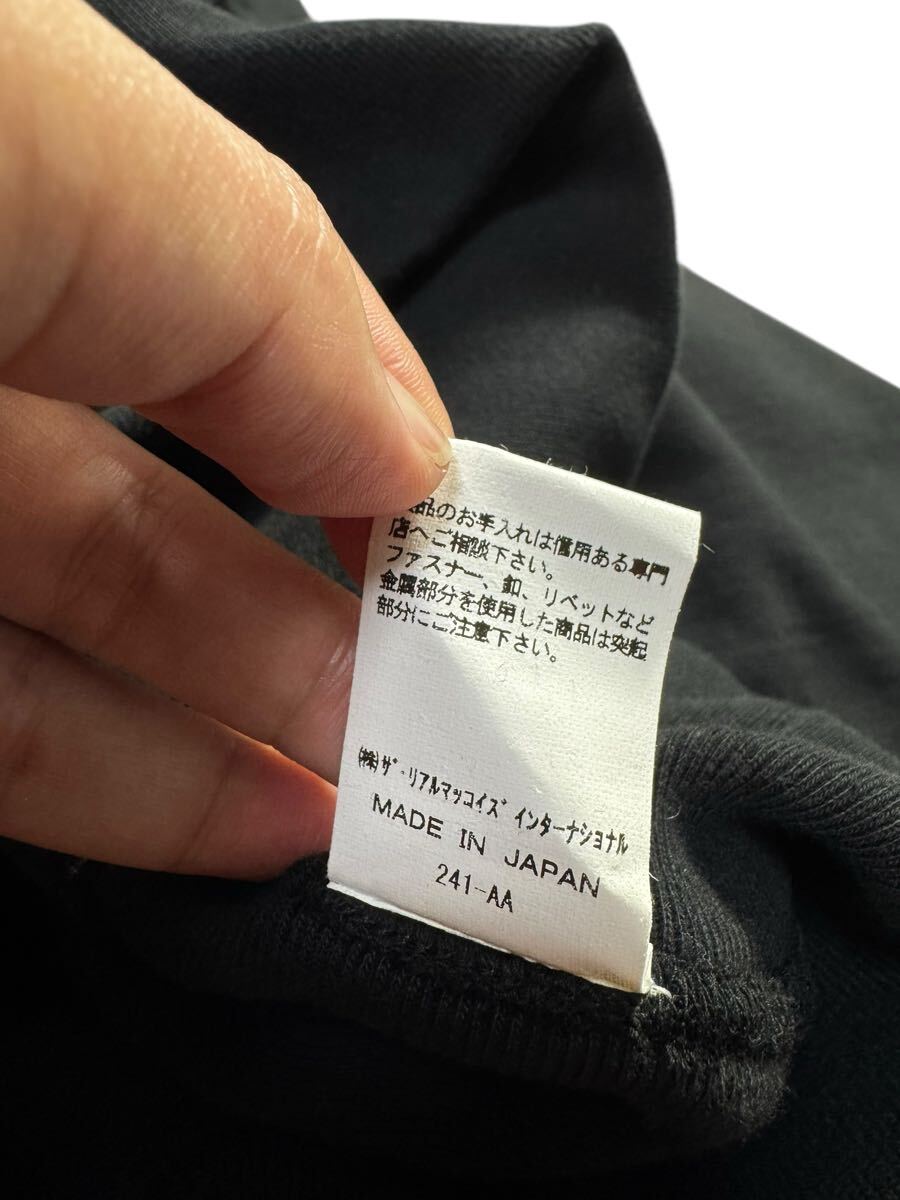 品のお手入れは信用ある専門
店へご相談下さい。
ファスナー、釦、リベットなど
金属部分を使用した商品は突起
部分にご注意下さい。
(株)ザ・リアルマッコイズ インターナショナル
MADE IN JAPAN
241-AA